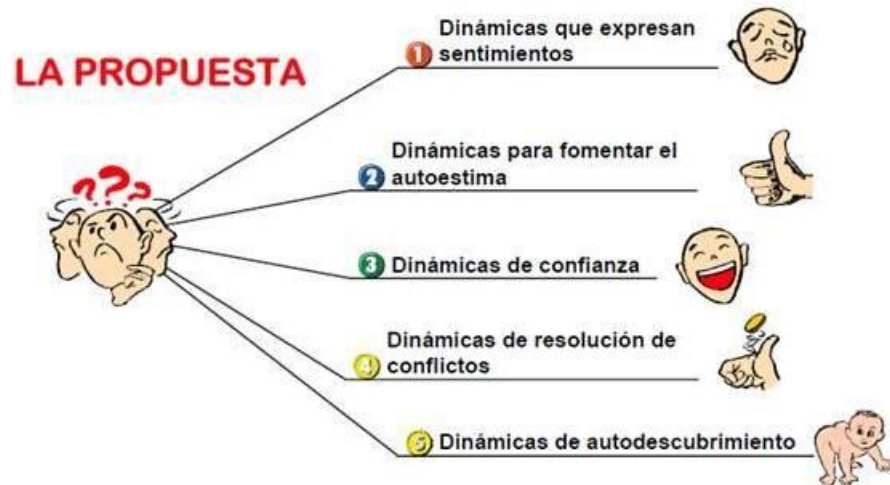 LA PROPUESTA
1 Dinámicas que expresan
sentimientos
???
2 Dinámicas para fomentar el
autoestima
3 Dinámicas de confianza
4 Dinámicas de resolución de
conflictos
5 Dinámicas de autodescubrimiento